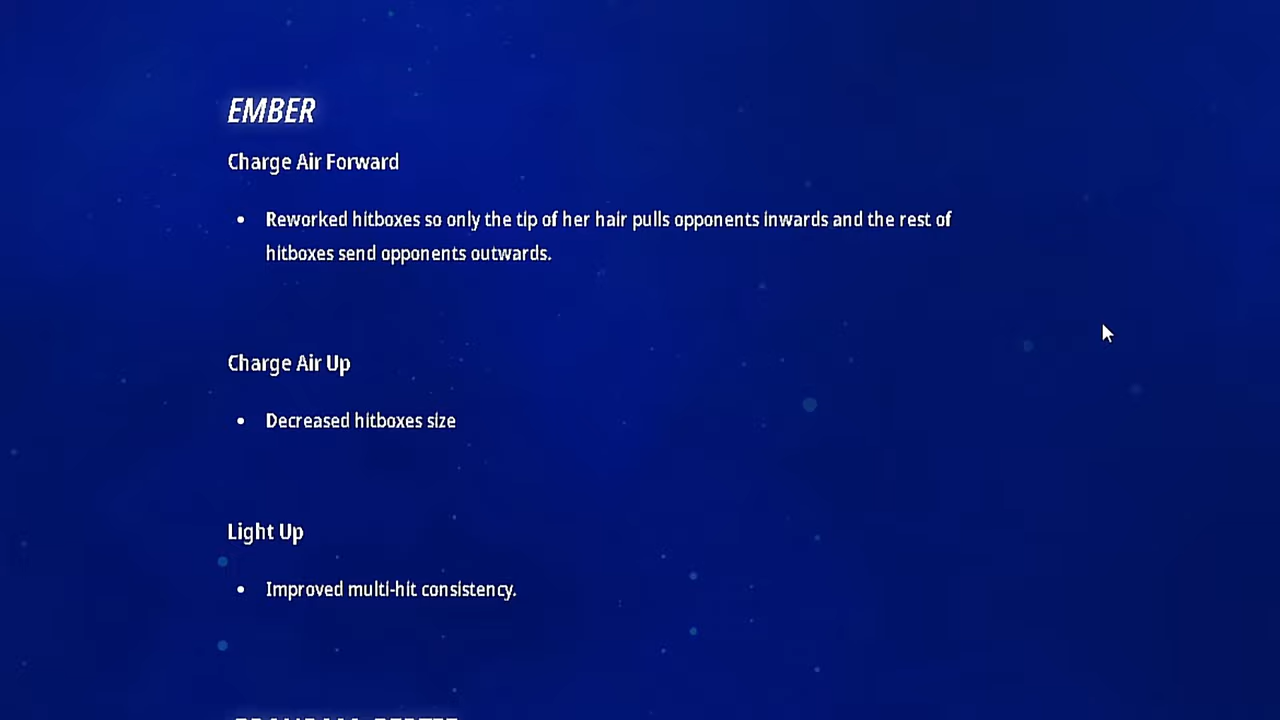 EMBER
Charge Air Forward
• Reworked hitboxes so only the tip of her hair pulls opponents inwards and the rest of
hitboxes send opponents outwards.
Charge Air Up
• Decreased hitboxes size
Light Up
• Improved multi-hit consistency.